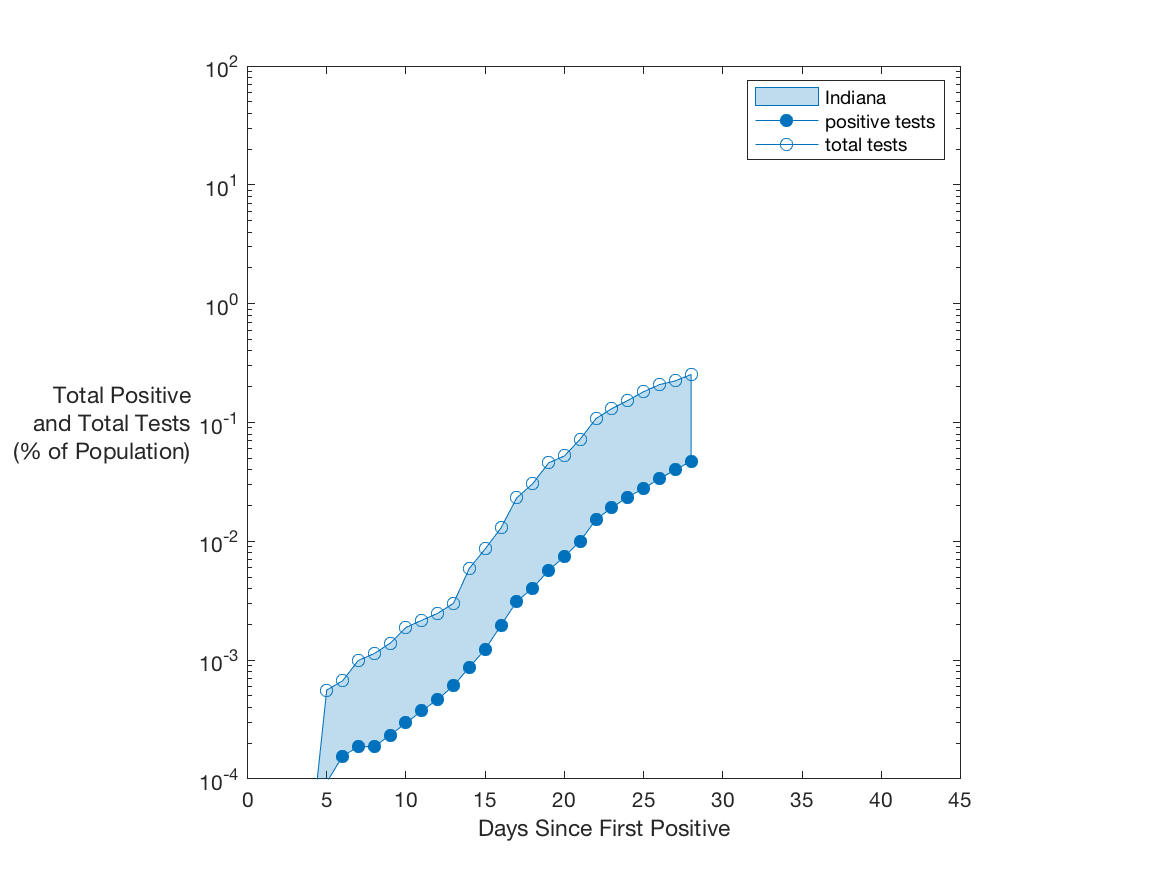 10^2
10^1
10^0
10^-1
10^-2
10^-3
10^-4
Total Positive
and Total Tests
(% of Population)
Indiana
positive tests
total tests
0 5 10 15 20 25 30 35 40 45
Days Since First Positive